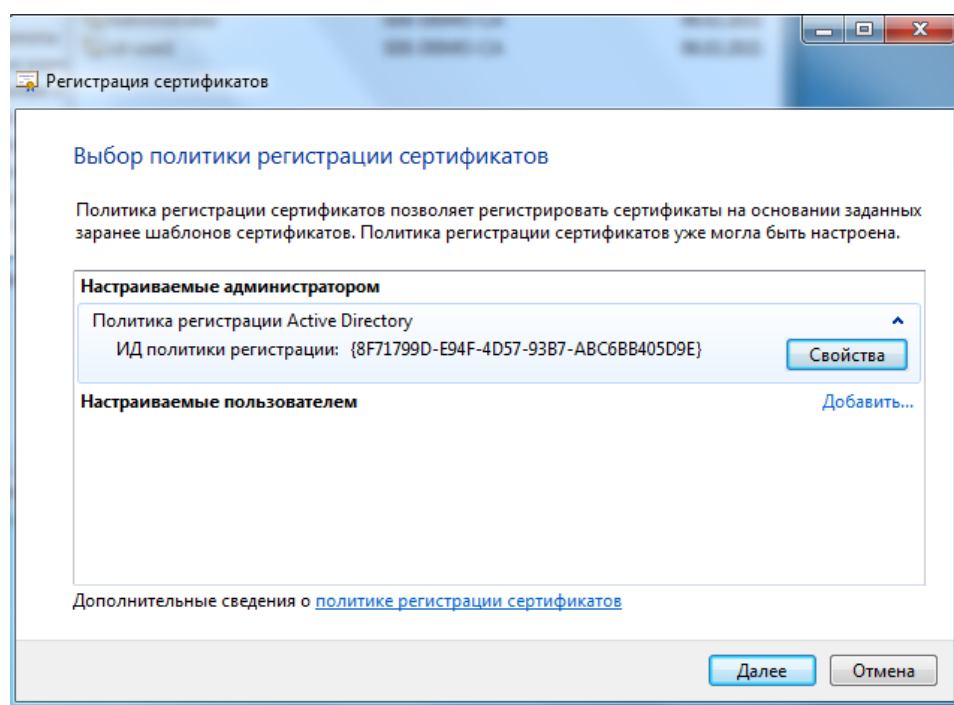 Регистрация сертификатов
Выбор политики регистрации сертификатов
Политика регистрации сертификатов позволяет регистрировать сертификаты на основании заданных
заранее шаблонов сертификатов. Политика регистрации сертификатов уже могла быть настроена.
Настраиваемые администратором
Политика регистрации Active Directory
ИД политики регистрации: {8F71799D-E94F-4D57-93B7-ABC6BB405D9E}
Свойства
Настраиваемые пользователем Добавить...
Дополнительные сведения о политике регистрации сертификатов
Далее Отмена